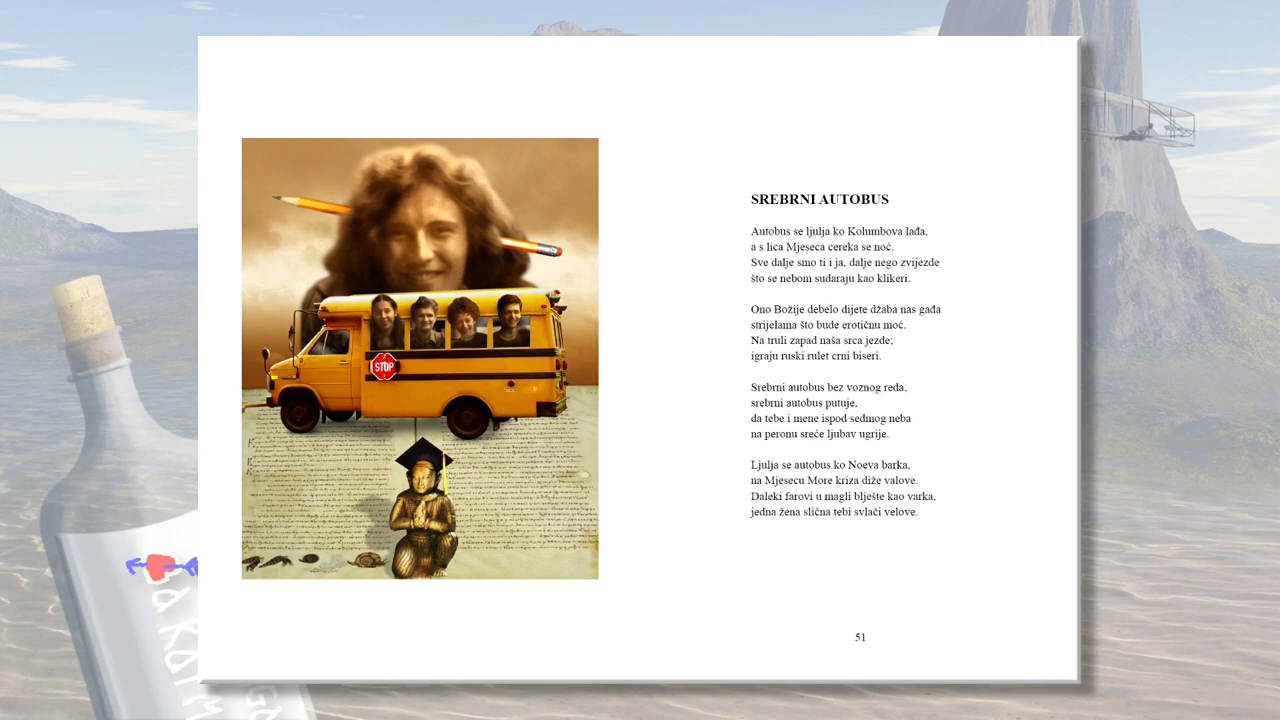 STOP
SREBRNI AUTOBUS
Autobus se ljulja ko Kolumbova lađa,
a s lica Mjeseca cereka se noć.
Sve dalje smo ti i ja, dalje nego zvijezde
što se nebom sudaraju kao klikeri.
Ono Božije debelo dijete džaba nas gađa
strijelama što bude erotičnu moć.
Na truli zapad naša srca jezde;
igraju ruski rulet crni biseri.
Srebrni autobus bez voznog reda,
srebrni autobus putuje,
da tebe i mene ispod sedmog neba
na peronu sreće ljubav ugrije.
Ljulja se autobus ko Noeva barka,
na Mjesecu More kriza diže valove.
Daleki farovi u magli blješte kao varka,
jedna žena slična tebi svlači velove.
51